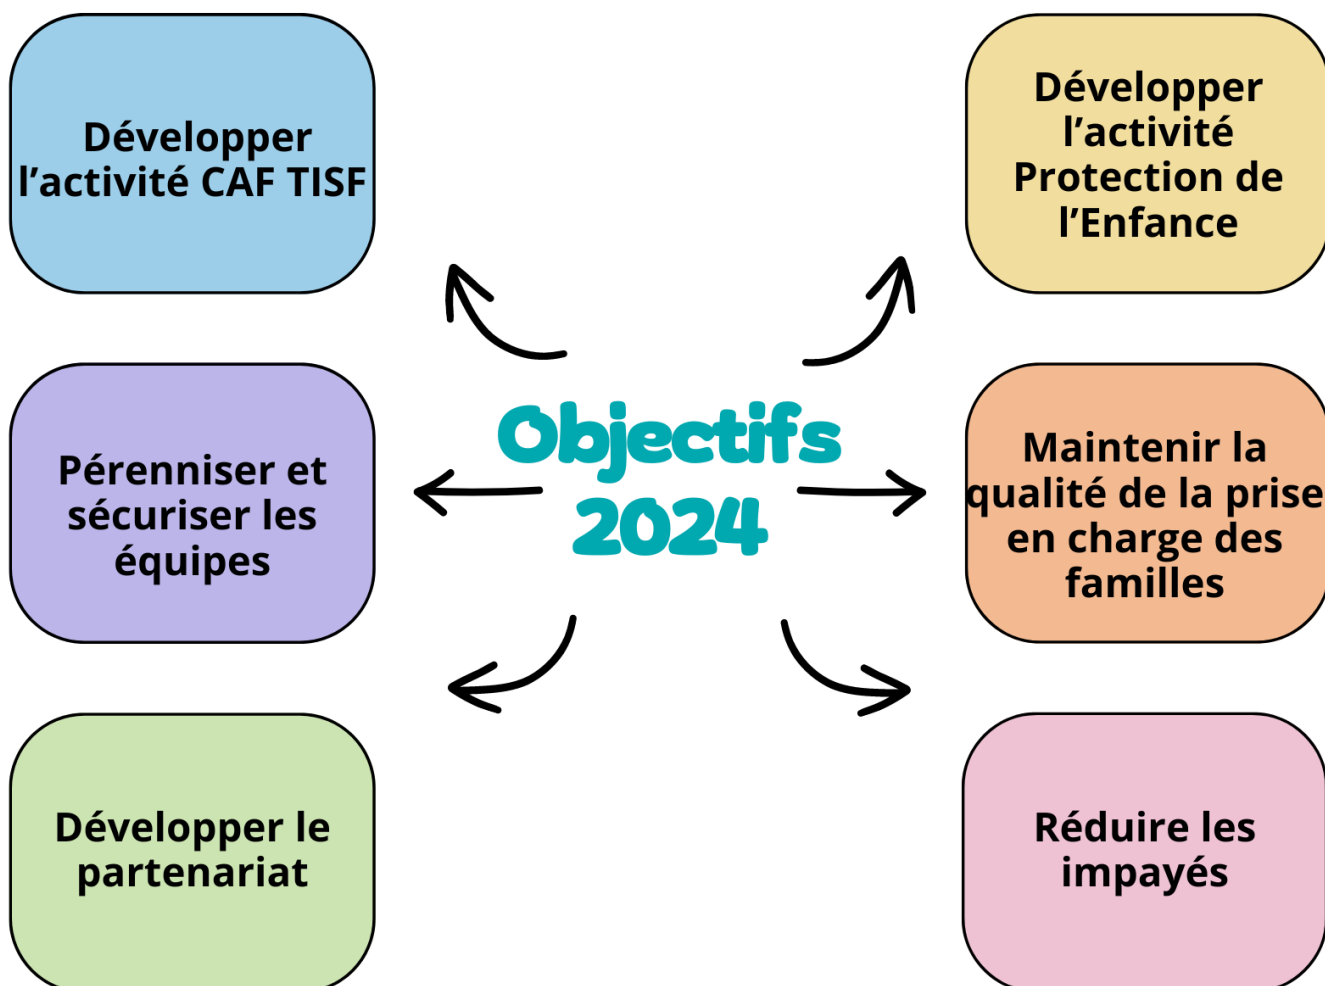 Développer
l’activité CAF TISF
Développer
l’activité
Protection de
l’Enfance
Pérenniser et
sécuriser les
équipes
Objectifs
2024
Maintenir la
qualité de la prise
en charge des
familles
Développer le
partenariat
Réduire les
impayés